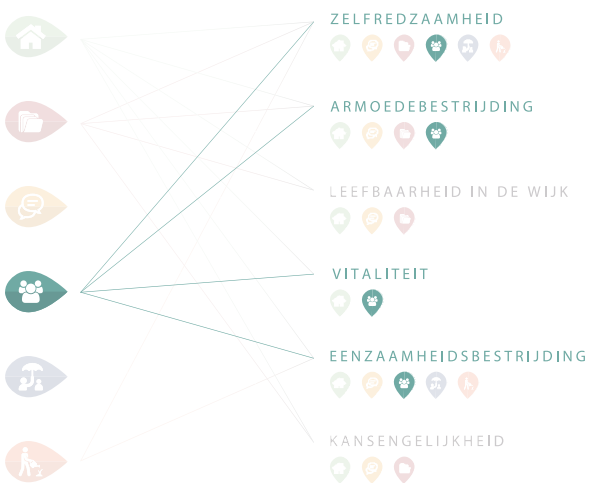 ZELFREDZAAMHEID
ARMOEDEBESTRIJDING
LEEFBAARHEID IN DE WIJK
VITALITEIT
EENZAAMHEIDSBESTRIJDING
KANSENGELIJKHEID